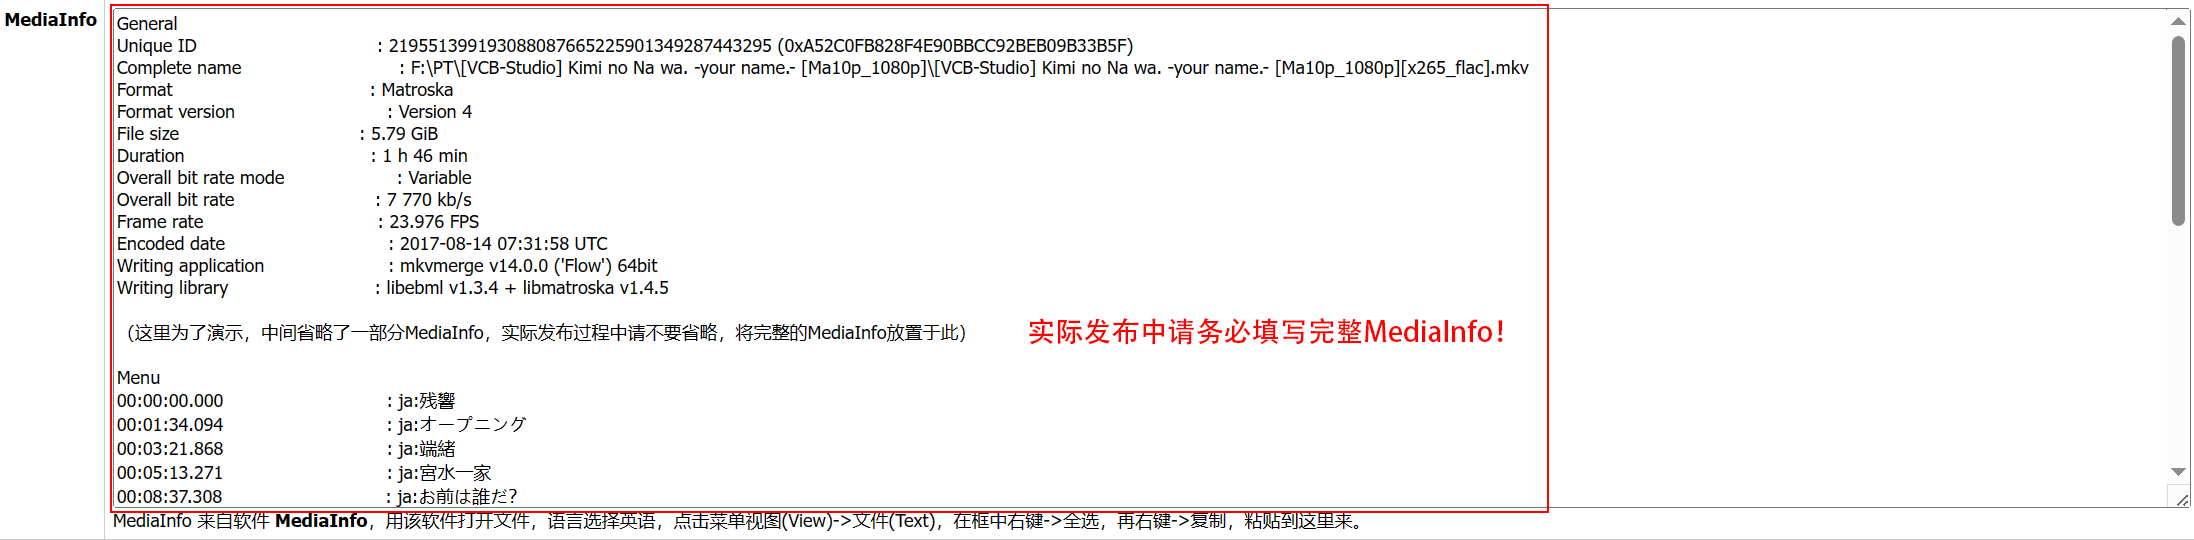 MediaInfo
General
Unique ID : 219551399193088087665225901349287443295 (0xA52C0FB828F4E90BBCC92BEB09B33B5F)
Complete name : F:\PT\[VCB-Studio] Kimi no Na wa. -your name.- [Ma10p_1080p]\[VCB-Studio] Kimi no Na wa. -your name.- [Ma10p_1080p][x265_flac].mkv
Format : Matroska
Format version : Version 4
File size : 5.79 GiB
Duration : 1 h 46 min
Overall bit rate mode : Variable
Overall bit rate : 7 770 kb/s
Frame rate : 23.976 FPS
Encoded date : 2017-08-14 07:31:58 UTC
Writing application : mkvmerge v14.0.0 ('Flow') 64bit
Writing library : libebml v1.3.4 + libmatroska v1.4.5
（这里为了演示，中间省略了一部分MediaInfo，实际发布过程中请不要省略，将完整的MediaInfo放置于此）
实际发布中请务必填写完整MediaInfo！
Menu
00:00:00.000 : ja:残響
00:01:34.094 : ja:オープニング
00:03:21.868 : ja:端緒
00:05:13.271 : ja:宮水一家
00:08:37.308 : ja:お前は誰だ？
MediaInfo 来自软件 MediaInfo，用该软件打开文件，语言选择英语，点击菜单视图(View)->文件(Text)，在框中右键->全选，再右键->复制，粘贴到这里来。